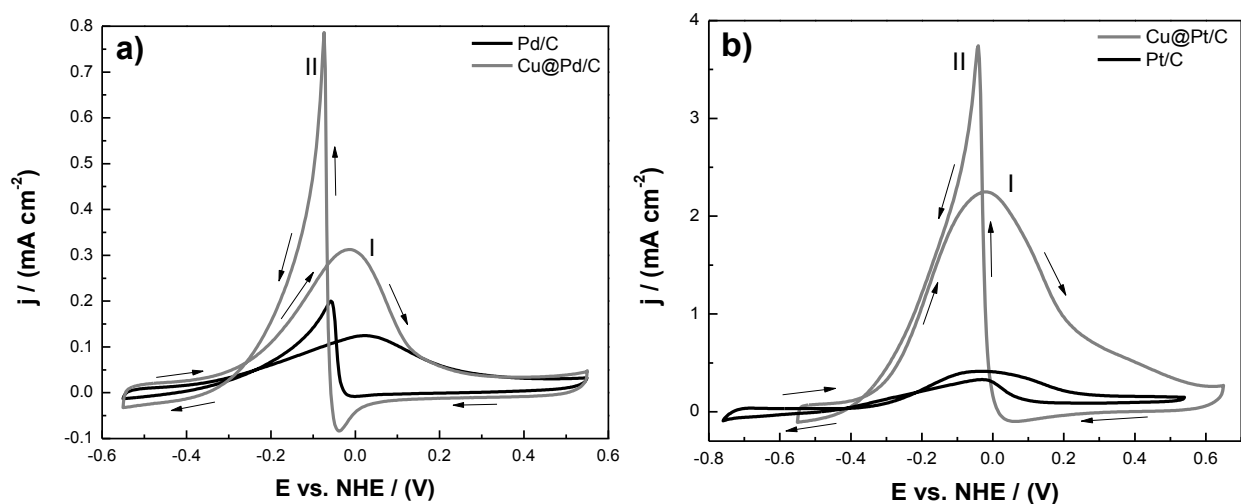 a)
Pd/C
Cu@Pd/C
II
I
0.8
0.7
0.6
0.5
0.4
0.3
0.2
0.1
0.0
-0.1
j / (mA cm-2)
-0.6 -0.4 -0.2 0.0 0.2 0.4 0.6
E vs. NHE / (V)
b)
Cu@Pt/C
Pt/C
II
I
4
3
2
1
0
j / (mA cm-2)
-0.8 -0.6 -0.4 -0.2 0.0 0.2 0.4 0.6
E vs. NHE / (V)